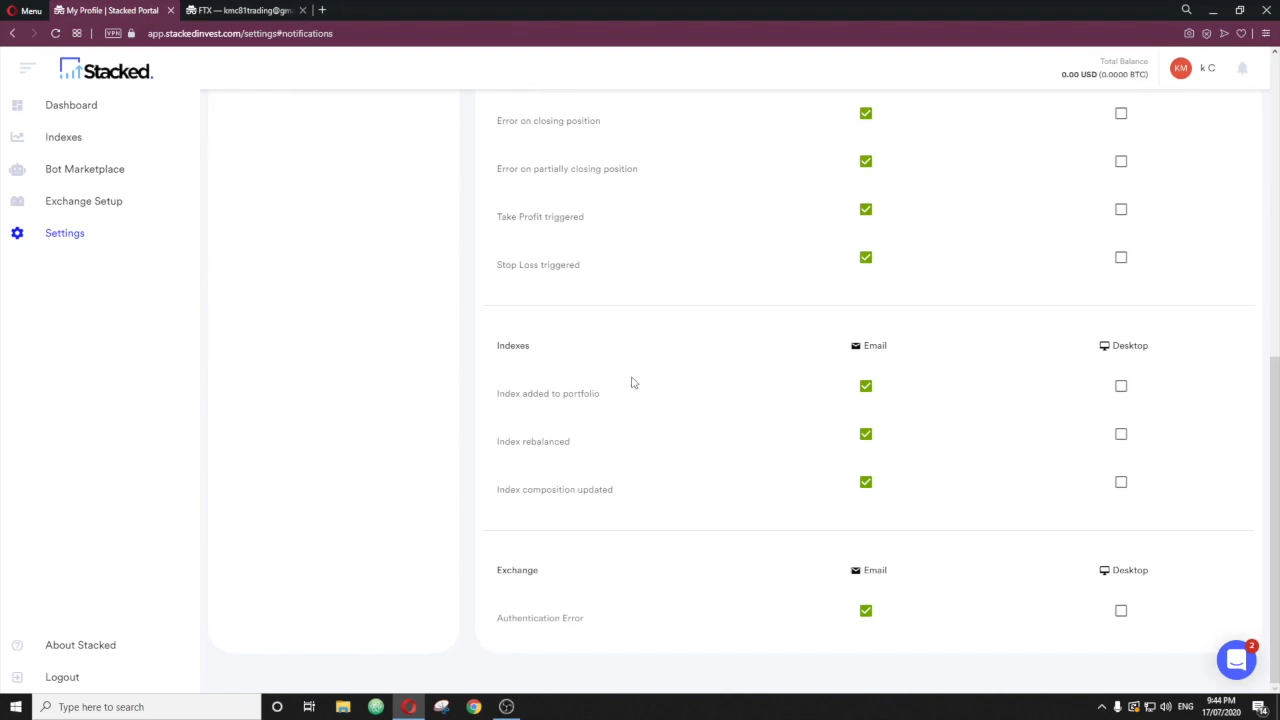 Menu
My Profile | Stacked Portal
FTX — kmc81trading@gm
VPN
app.stackedinvest.com/settings#notifications
Stacked.
Total Balance
0.00 USD (0.0000 BTC)
KM
k C
Dashboard
Indexes
Bot Marketplace
Exchange Setup
Settings
About Stacked
Logout
Error on closing position
Error on partially closing position
Take Profit triggered
Stop Loss triggered
Indexes Email Desktop
Index added to portfolio
Index rebalanced
Index composition updated
Exchange Email Desktop
Authentication Error
2
Type here to search
9:44 PM
17/07/2020
14